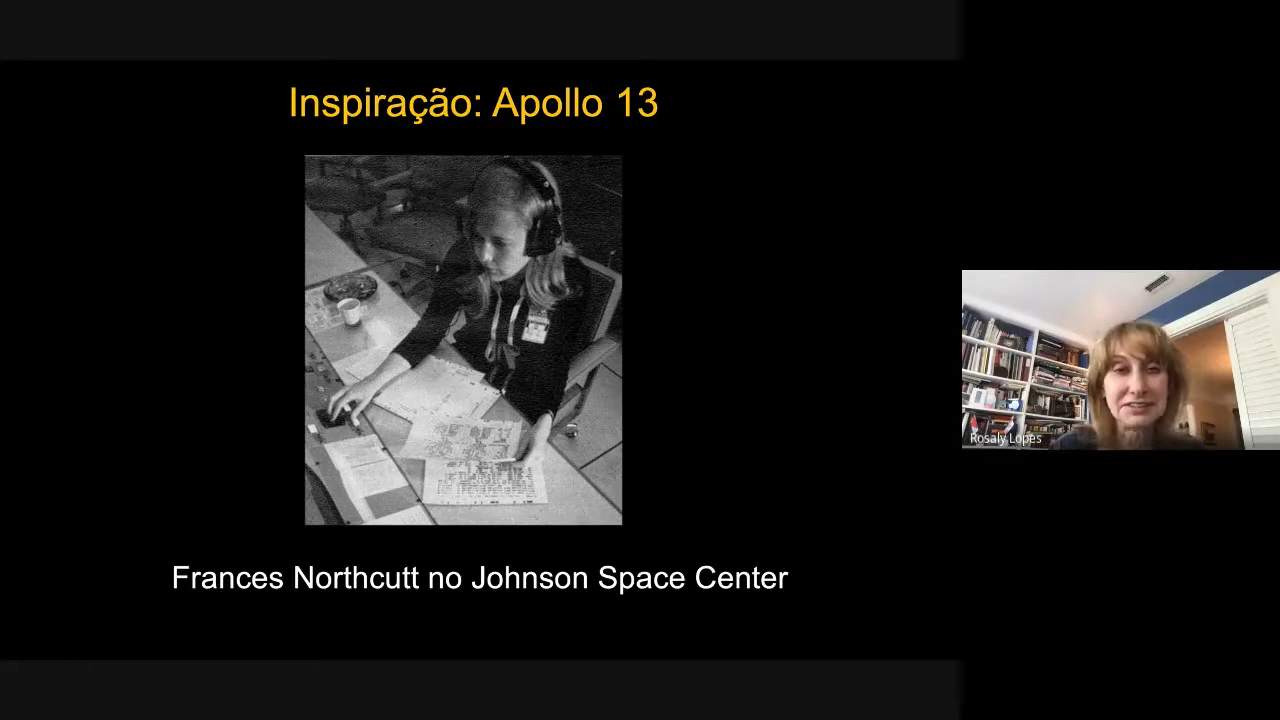 Inspiração: Apollo 13
Frances Northcutt no Johnson Space Center
Rosaly Lopes